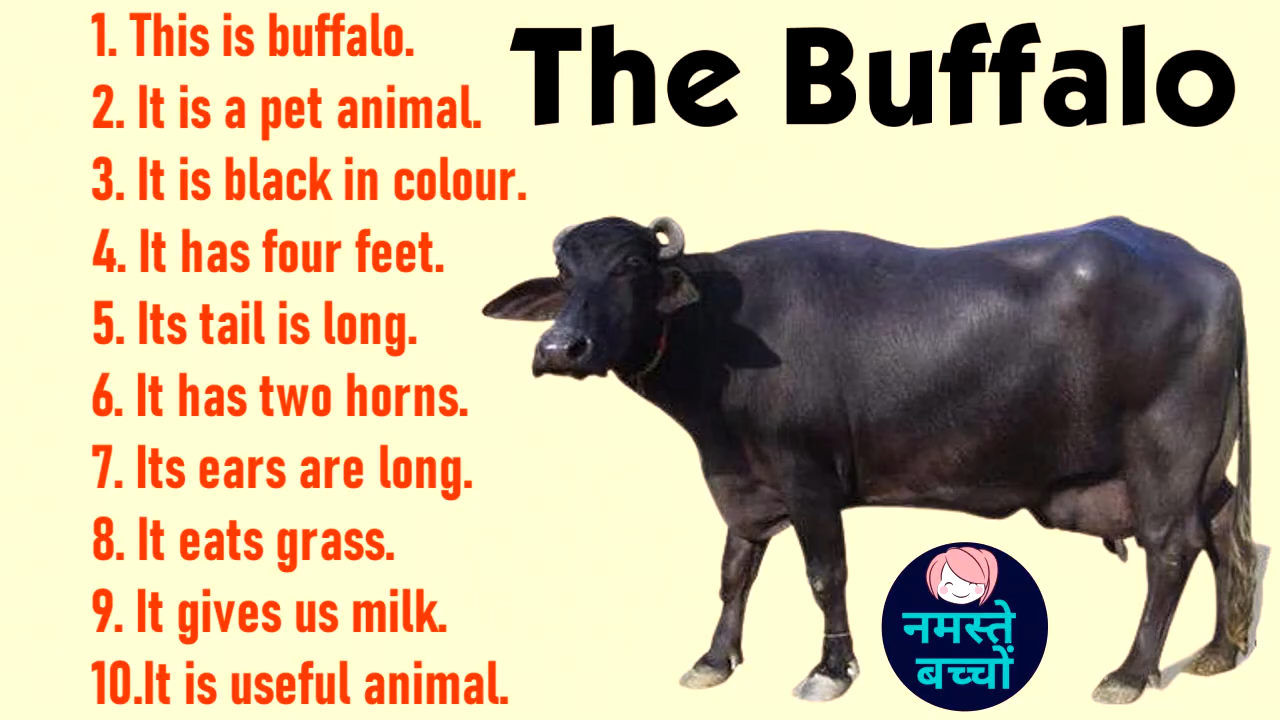 The Buffalo
1. This is buffalo.
2. It is a pet animal.
3. It is black in colour.
4. It has four feet.
5. Its tail is long.
6. It has two horns.
7. Its ears are long.
8. It eats grass.
9. It gives us milk.
10.It is useful animal.
नमस्ते
बच्चों